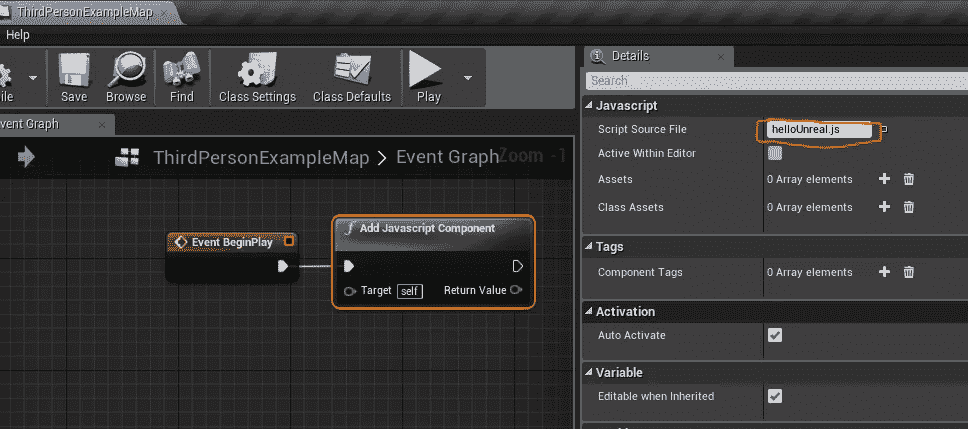 ThirdPersonExampleMap
Help
Save
Browse
Find
Class Settings
Class Defaults
Play
Event Graph
ThirdPersonExampleMap > Event Graph
Zoom -1
Event BeginPlay
f Add Javascript Component
Target self
Return Value
Details
Search
Javascript
Script Source File helloUnreal.js
Active Within Editor
Assets 0 Array elements
Class Assets 0 Array elements
Tags
Component Tags 0 Array elements
Activation
Auto Activate
Variable
Editable when Inherited